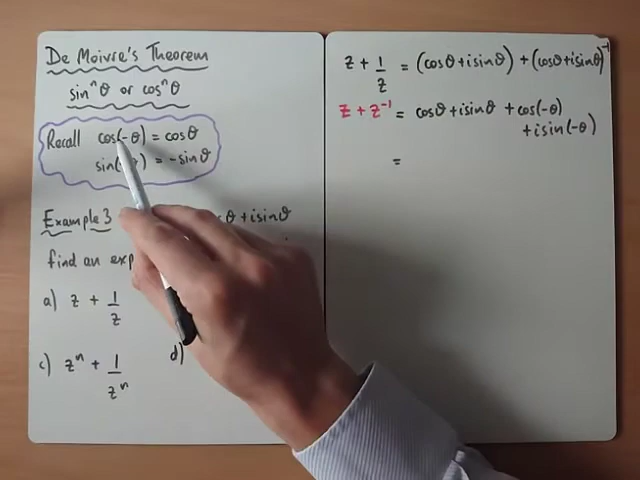 De Moivre's Theorem
sinⁿθ or cosⁿθ
Recall cos(-θ) = cosθ
sin( ) = -sinθ
Example 3 θ + isinθ
find an exp
a) z + 1/z
c) zⁿ + 1/zⁿ
d)
z + 1/z = (cosθ + isinθ) + (cosθ + isinθ)⁻¹
z + z⁻¹ = cosθ + isinθ + cos(-θ)
+ isin(-θ)
=